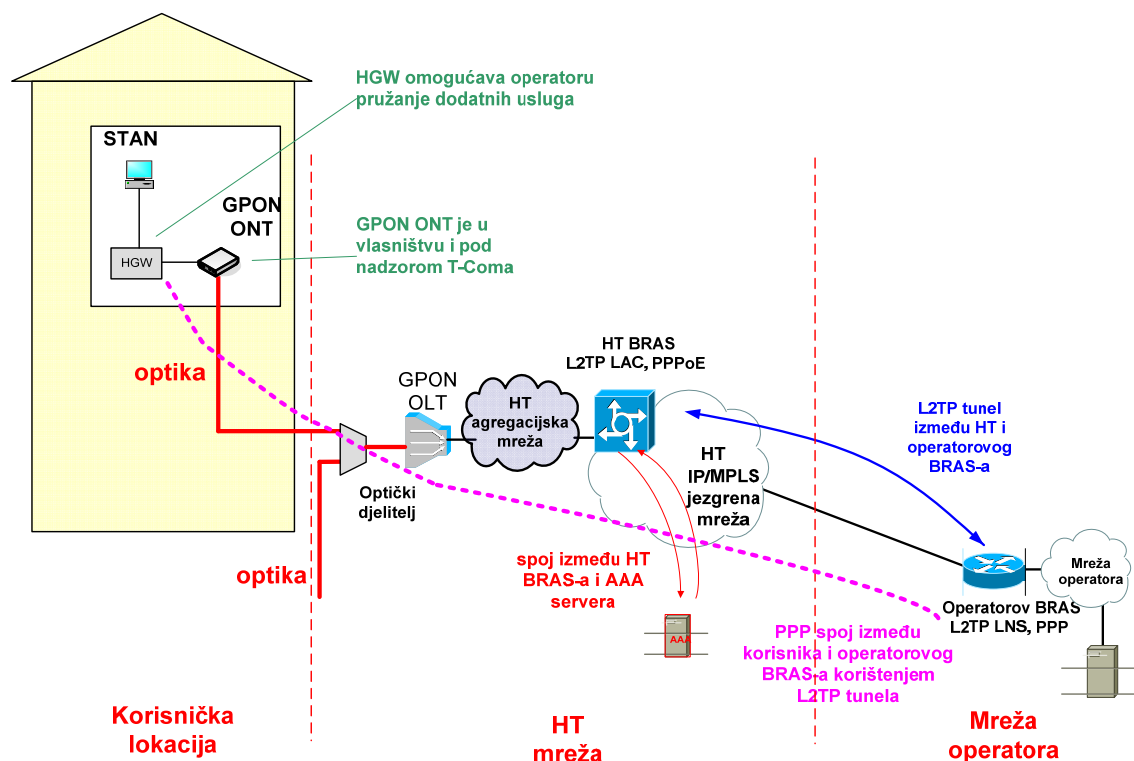 HGW omogućava operatoru
pružanje dodatnih usluga
STAN
GPON
ONT
HGW
GPON ONT je u
vlasništvu i pod
nadzorom T-Coma
optika
optika
GPON
OLT
Optički
djelitelj
HT
agregacijska
mreža
HT BRAS
L2TP LAC, PPPoE
HT
IP/MPLS
jezgrena
mreža
L2TP tunel
između HT i
operatorovog
BRAS-a
spoj između HT
BRAS-a i AAA
servera
AAA
Mreža
operatora
Operatorov BRAS
L2TP LNS, PPP
PPP spoj između
korisnika i operatorovog
BRAS-a korištenjem
L2TP tunela
Korisnička
lokacija
HT
mreža
Mreža
operatora